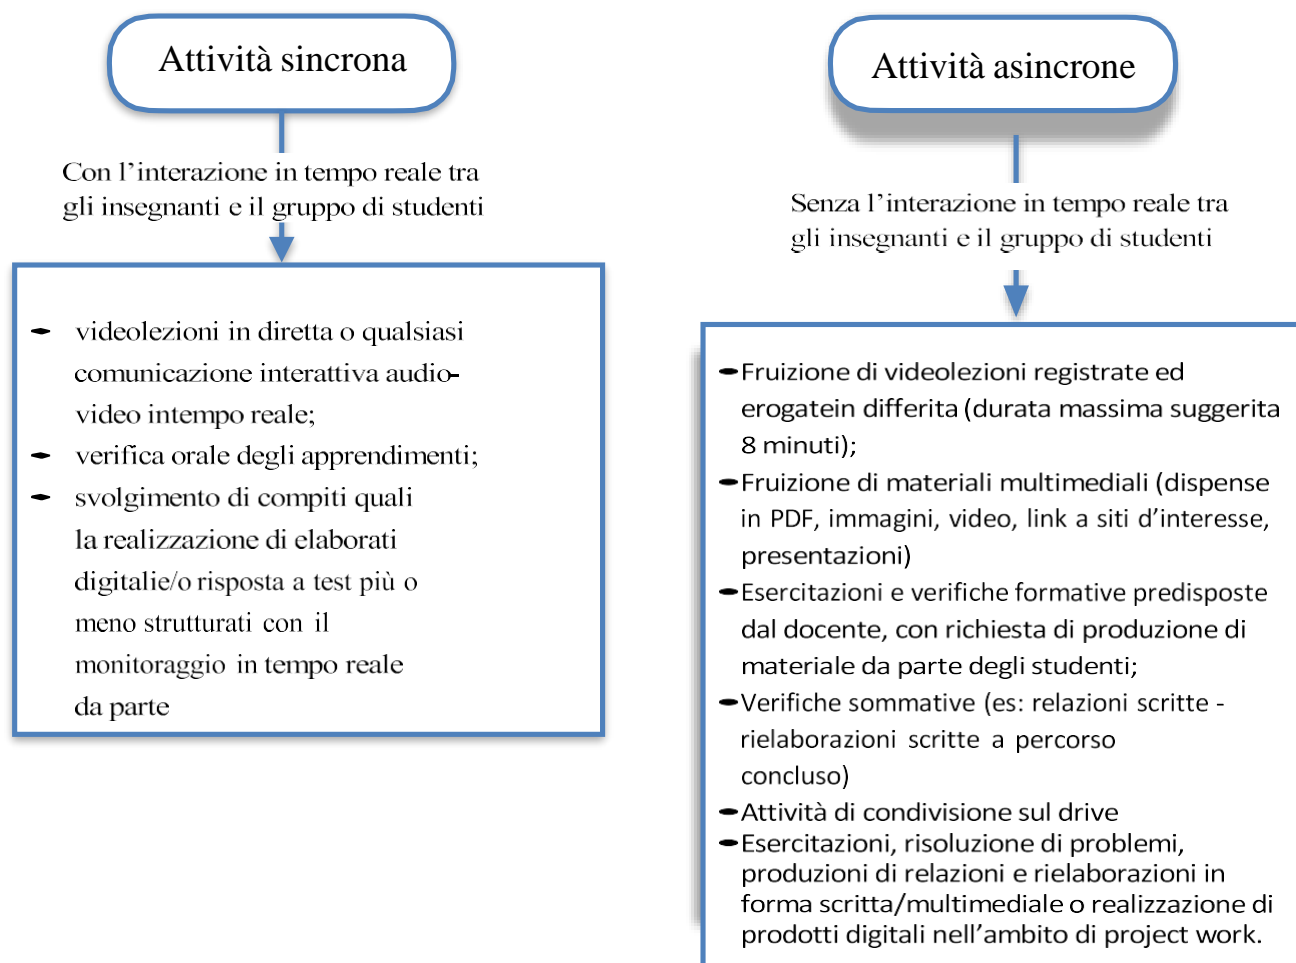 Attività sincrona
Con l’interazione in tempo reale tra
gli insegnanti e il gruppo di studenti
videolezioni in diretta o qualsiasi
comunicazione interattiva audio-
video intempo reale;
verifica orale degli apprendimenti;
svolgimento di compiti quali
la realizzazione di elaborati
digitalie/o risposta a test più o
meno strutturati con il
monitoraggio in tempo reale
da parte
Attività asincrone
Senza l’interazione in tempo reale tra
gli insegnanti e il gruppo di studenti
Fruizione di videolezioni registrate ed
erogatein differita (durata massima suggerita
8 minuti);
Fruizione di materiali multimediali (dispense
in PDF, immagini, video, link a siti d’interesse,
presentazioni)
Esercitazioni e verifiche formative predisposte
dal docente, con richiesta di produzione di
materiale da parte degli studenti;
Verifiche sommative (es: relazioni scritte -
rielaborazioni scritte a percorso
concluso)
Attività di condivisione sul drive
Esercitazioni, risoluzione di problemi,
produzioni di relazioni e rielaborazioni in
forma scritta/multimediale o realizzazione di
prodotti digitali nell’ambito di project work.